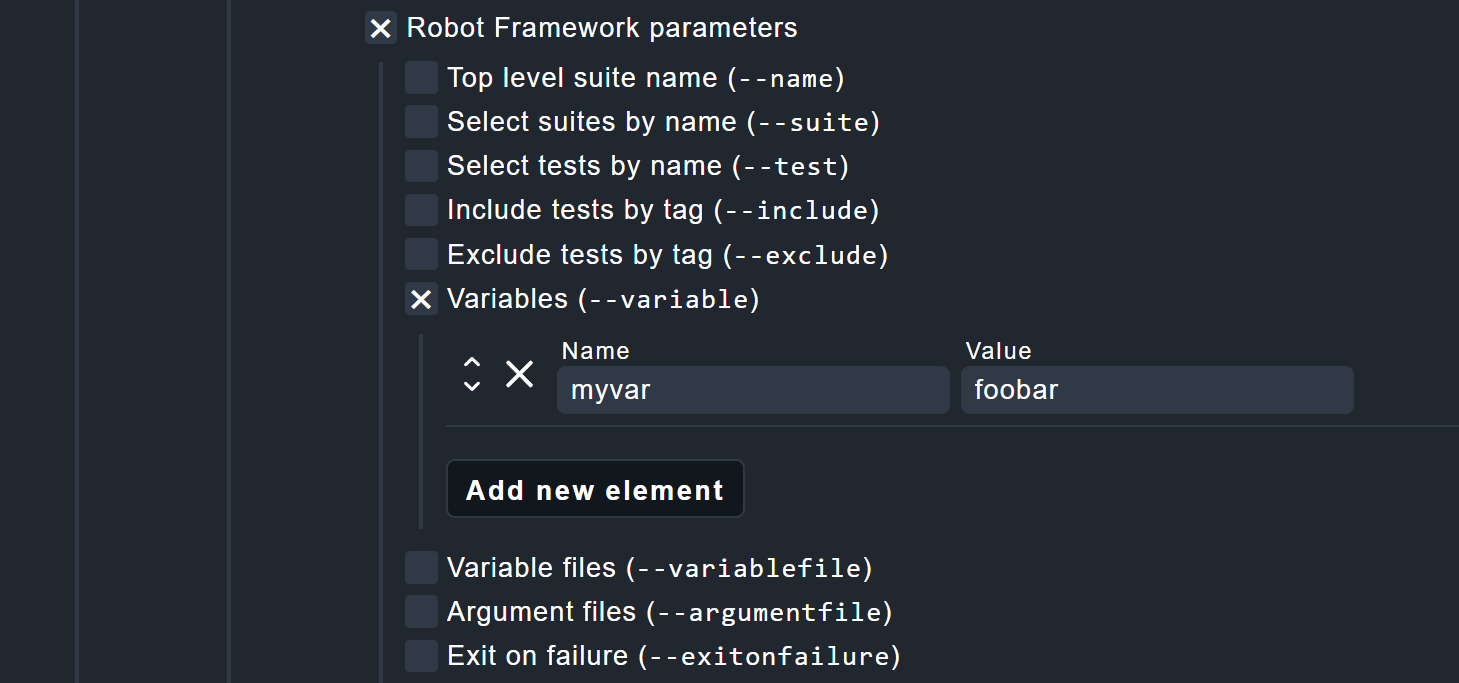 Robot Framework parameters
Top level suite name (--name)
Select suites by name (--suite)
Select tests by name (--test)
Include tests by tag (--include)
Exclude tests by tag (--exclude)
Variables (--variable)
Name Value
myvar foobar
Add new element
Variable files (--variablefile)
Argument files (--argumentfile)
Exit on failure (--exitonfailure)